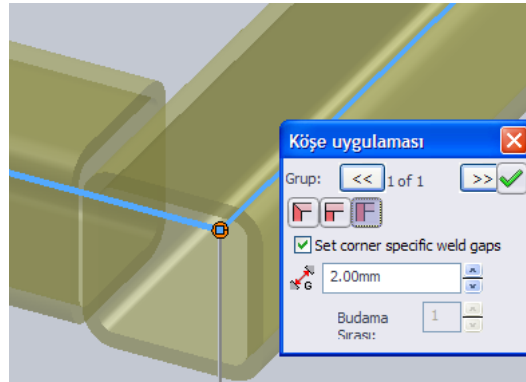 Köşe uygulaması
Grup: << 1 of 1 >>
Set corner specific weld gaps
G 2.00mm
Budama 1
Sırası: